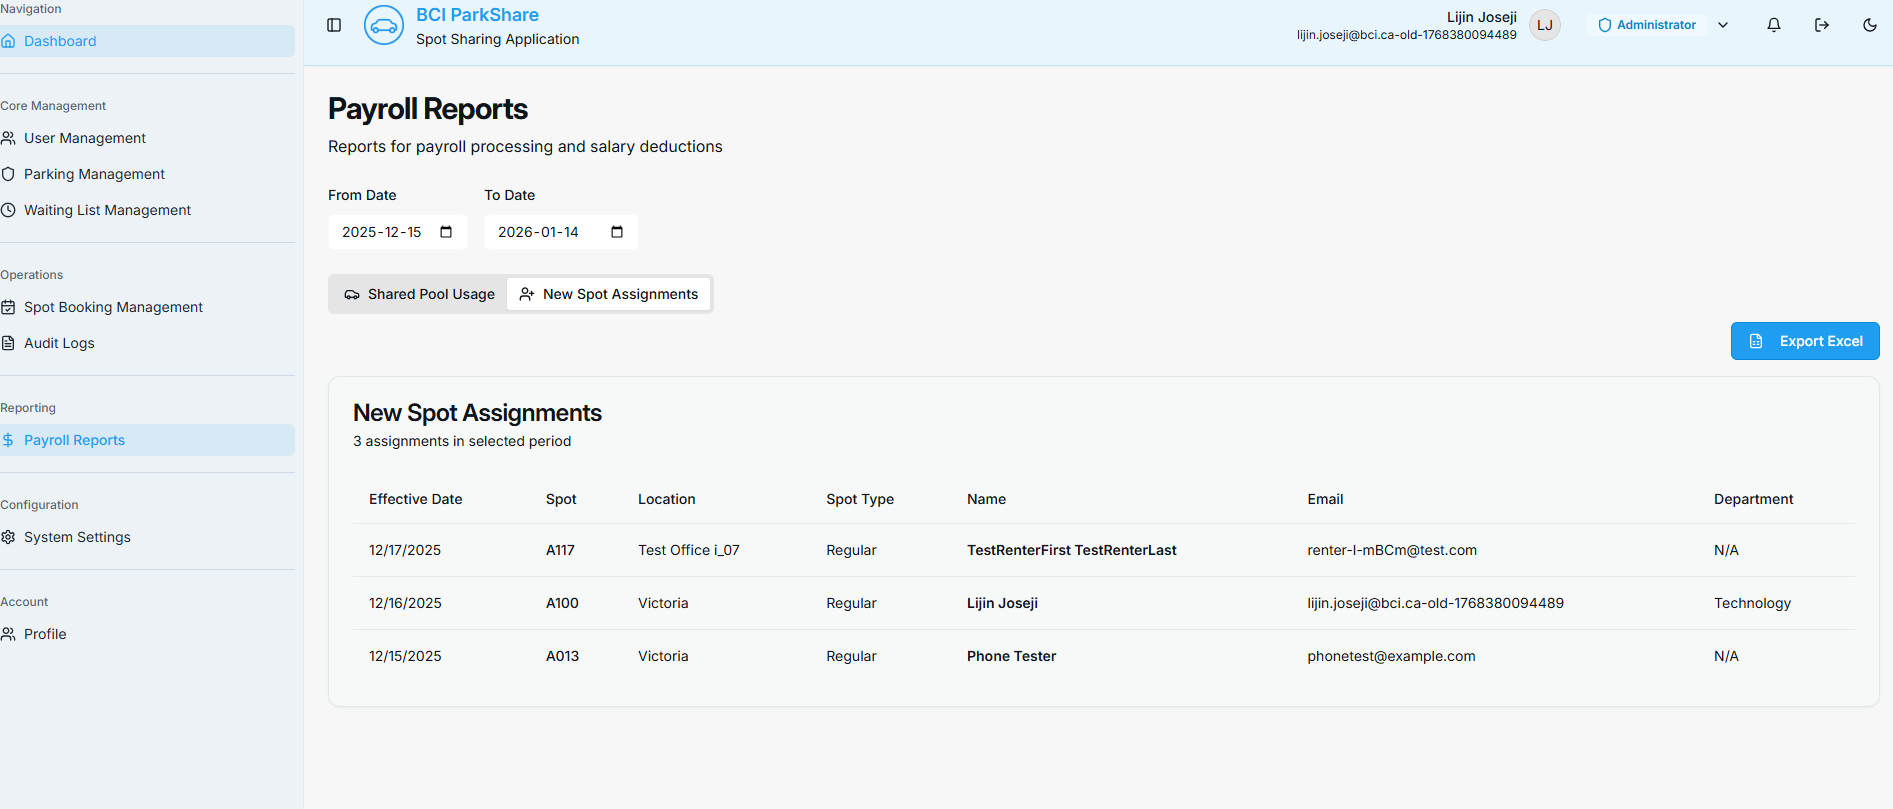 Navigation
Dashboard
Core Management
User Management
Parking Management
Waiting List Management
Operations
Spot Booking Management
Audit Logs
Reporting
Payroll Reports
Configuration
System Settings
Account
Profile
BCI ParkShare
Spot Sharing Application
Lijin Joseji
lijin.joseji@bci.ca-old-1768380094489
LJ
Administrator
Payroll Reports
Reports for payroll processing and salary deductions
From Date To Date
2025-12-15 2026-01-14
Shared Pool Usage New Spot Assignments
Export Excel
New Spot Assignments
3 assignments in selected period
Effective Date Spot Location Spot Type Name Email Department
12/17/2025 A117 Test Office i_07 Regular TestRenterFirst TestRenterLast renter-I-mBCm@test.com N/A
12/16/2025 A100 Victoria Regular Lijin Joseji lijin.joseji@bci.ca-old-1768380094489 Technology
12/15/2025 A013 Victoria Regular Phone Tester phonetest@example.com N/A